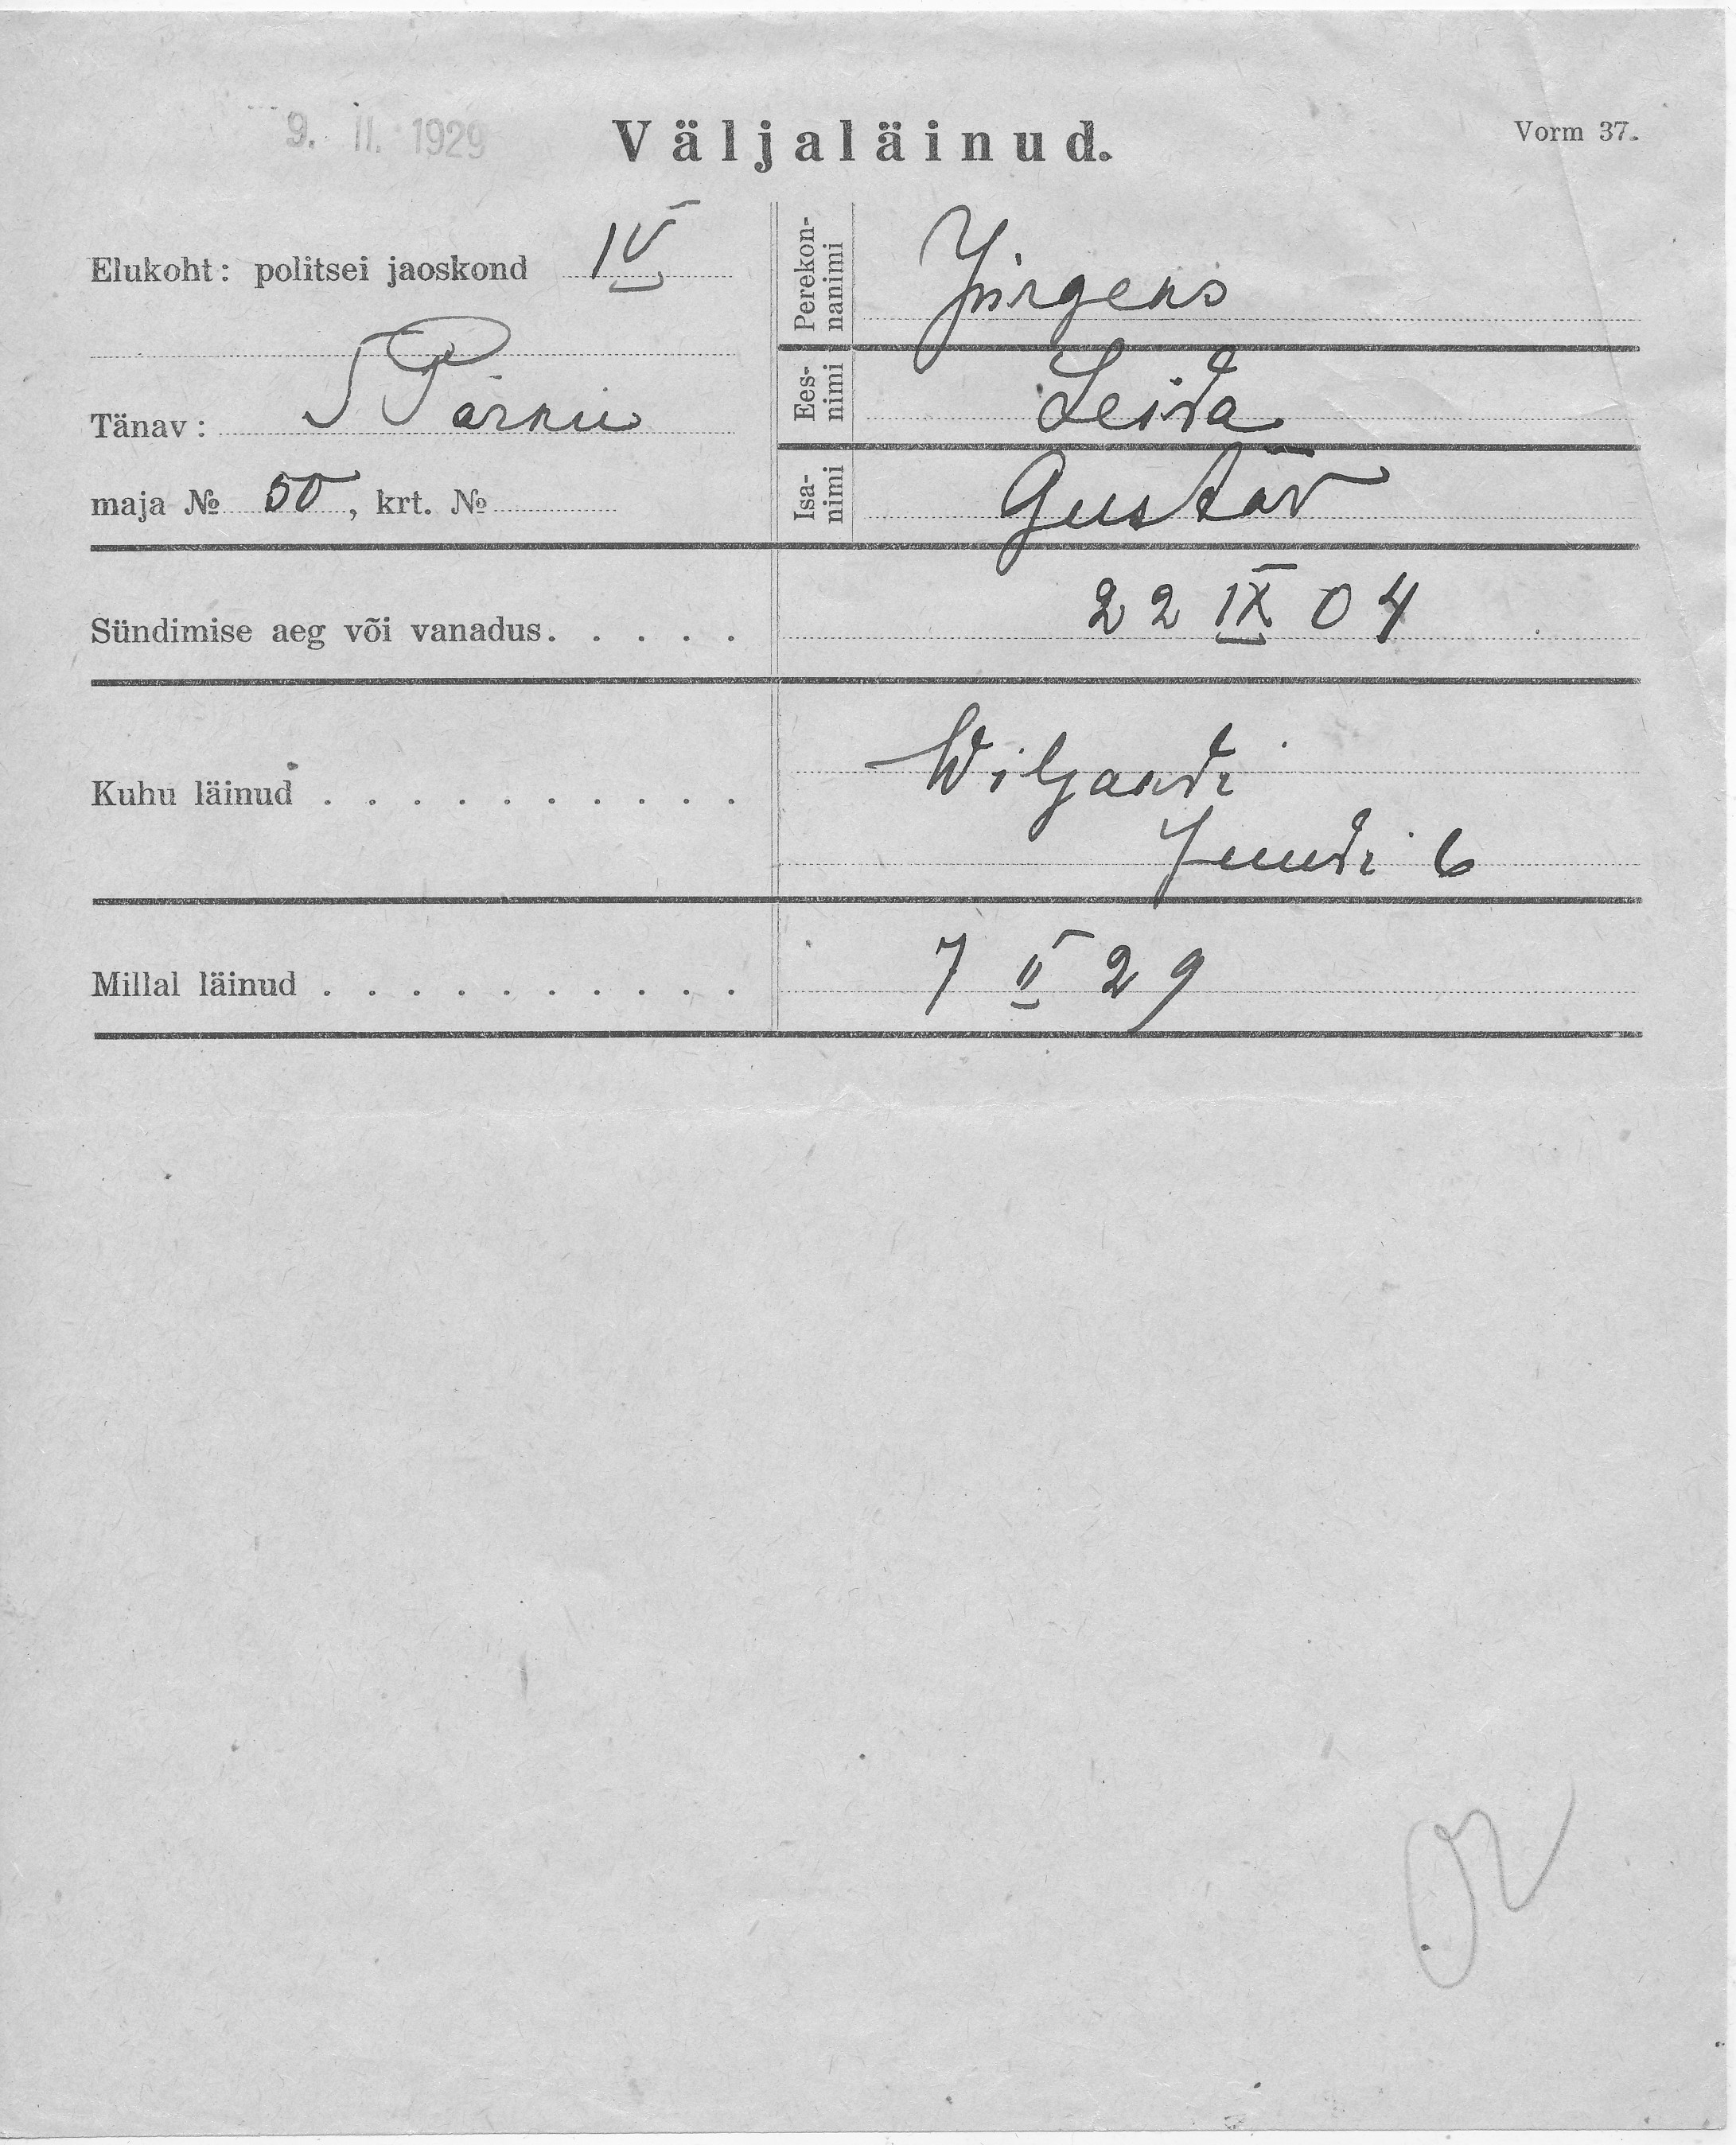 9. II. 1929
Väljaläinud.
Vorm 37.
Elukoht: politsei jaoskond IV
Tänav: Pärnu
maja № 50, krt. №
Perekonnanimi Jürgens
Eesnimi Leida
Isanimi Gustav
Sündimise aeg või vanadus. . . . . 22 IX 04
Kuhu läinud . . . . . . . . . . Wiljandi
6
Millal läinud . . . . . . . . . . 7 II 29